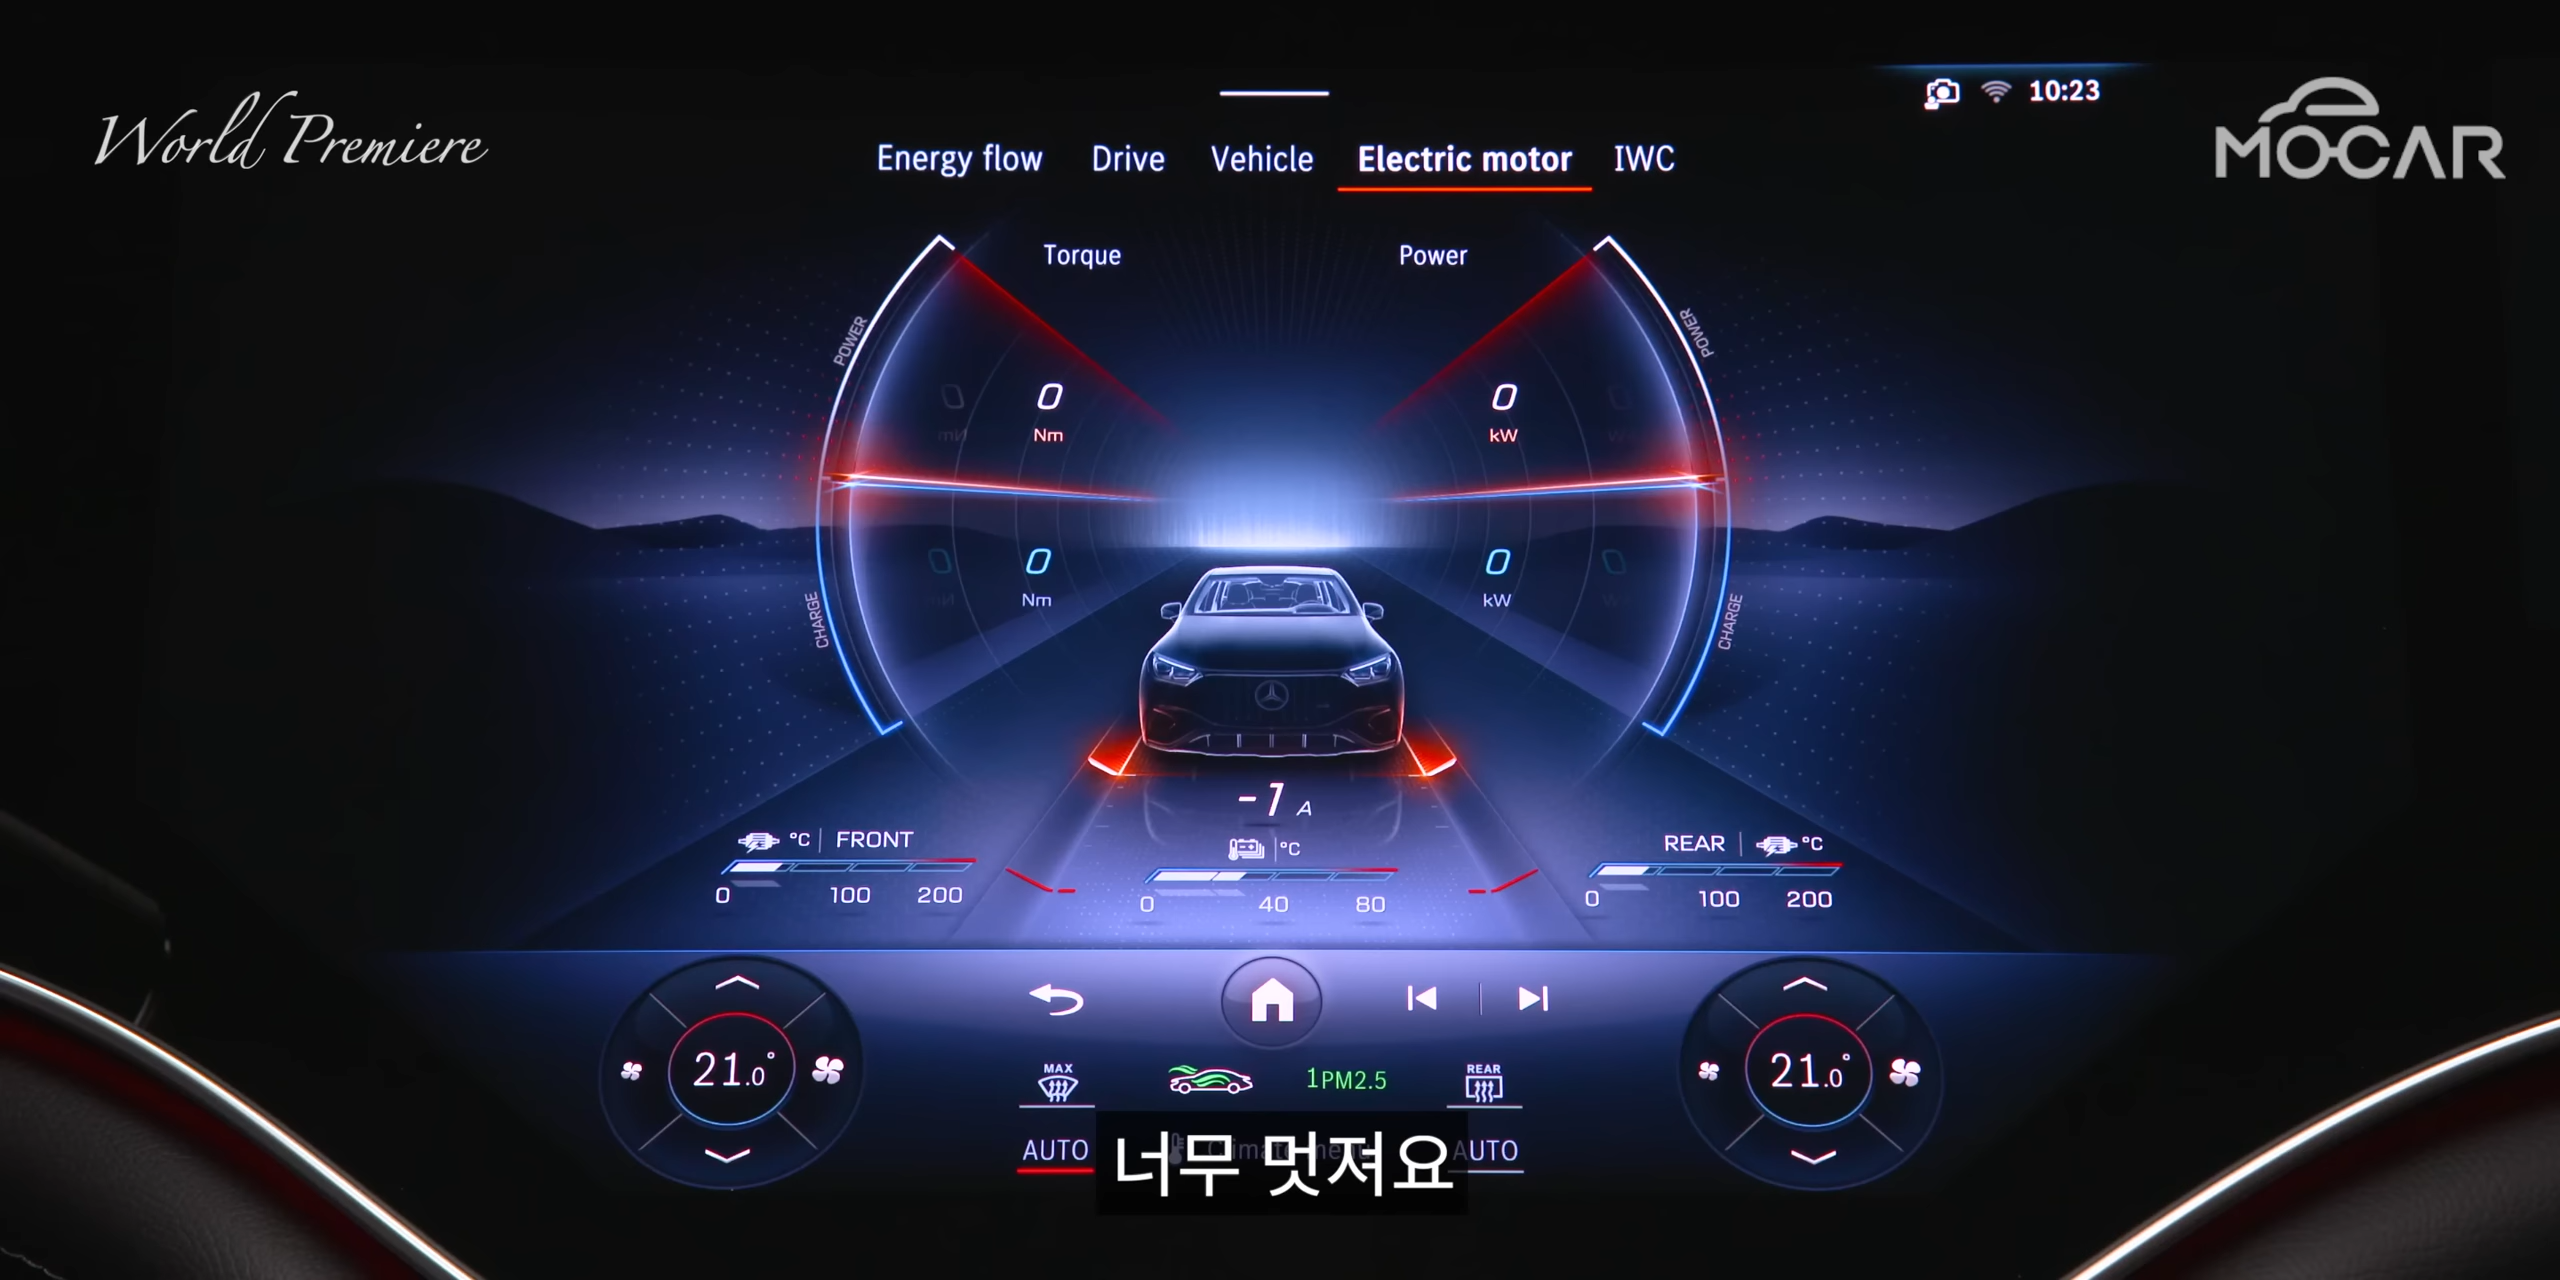 World Premiere
10:23
MOCAR
Energy flow Drive Vehicle Electric motor IWC
Torque Power
POWER POWER
0 0
Nm kW
0 0
Nm kW
CHARGE CHARGE
-1 A
°C | FRONT
°C
REAR | °C
0 100 200
0 40 80
0 100 200
21.0° 21.0°
MAX 1PM2.5 REAR
AUTO AUTO
너무 멋져요